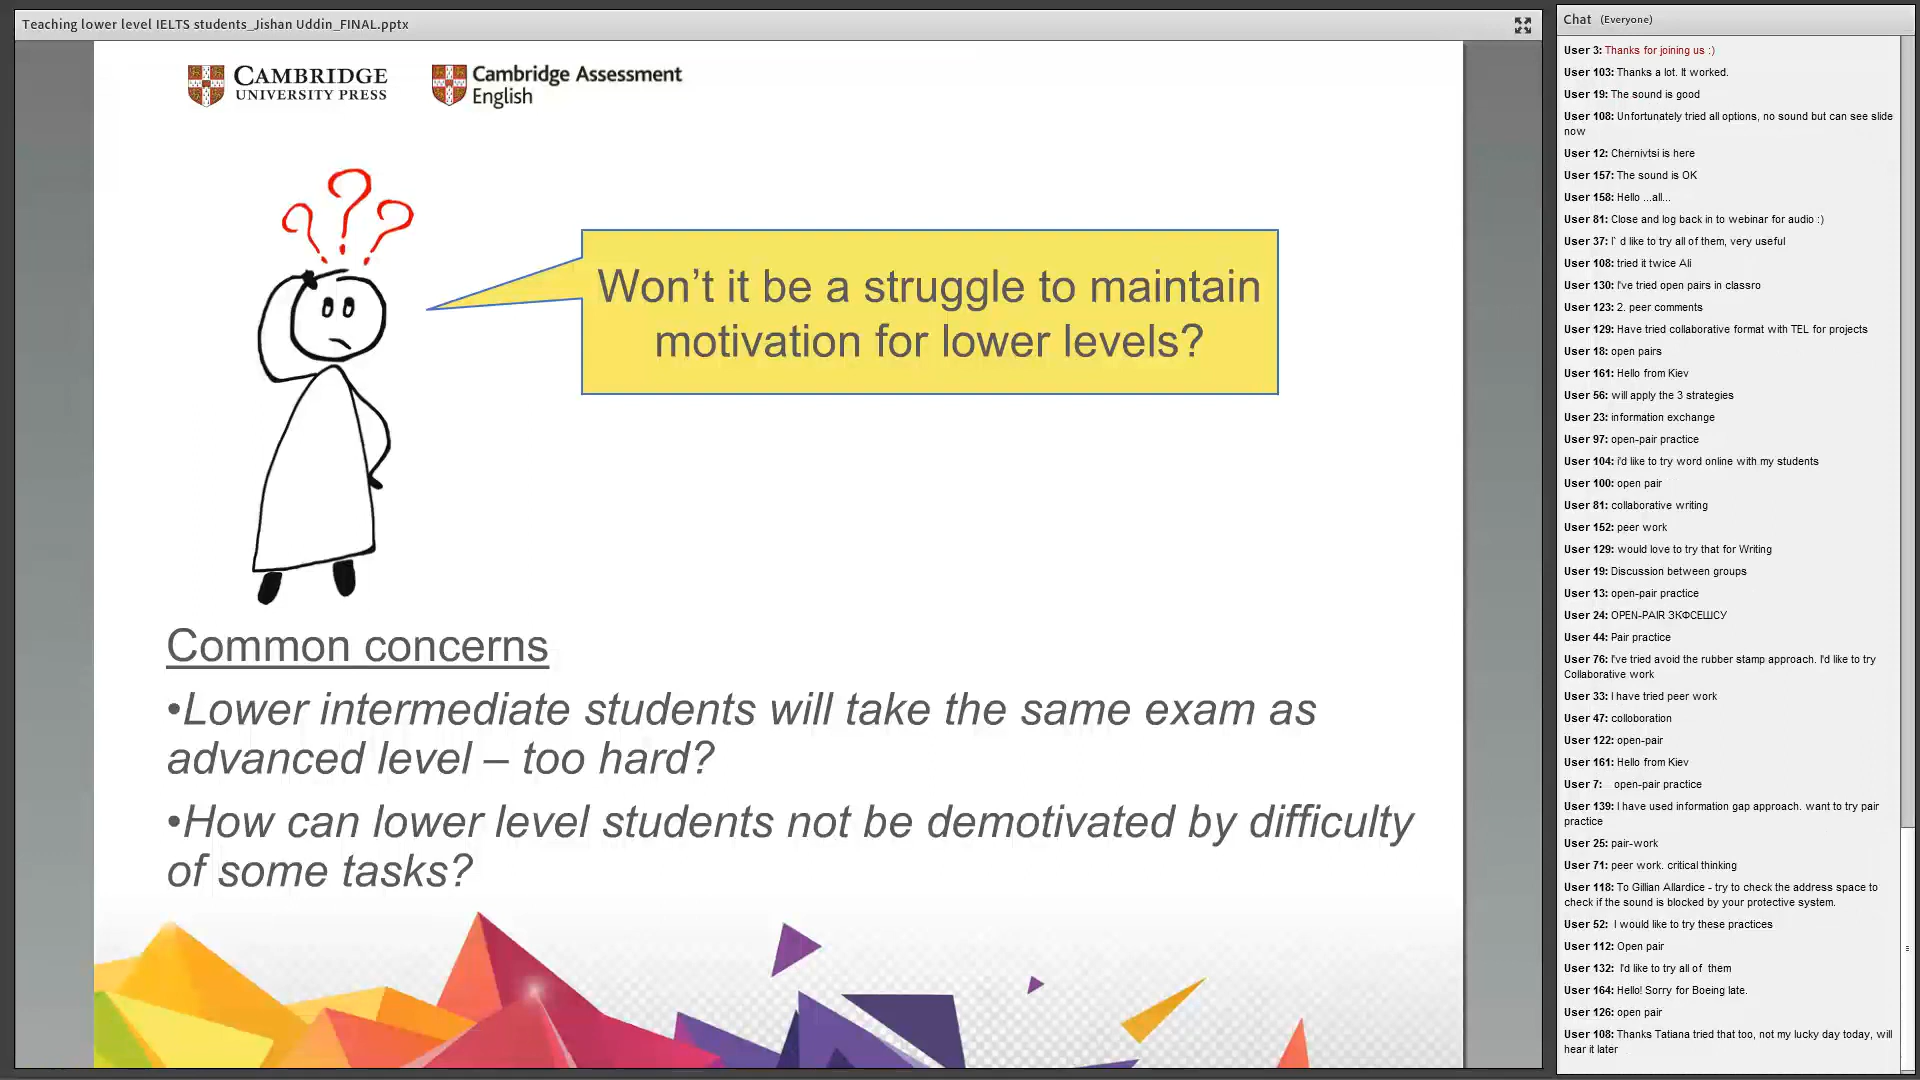 Teaching lower level IELTS students_Jishan Uddin_FINAL.pptx
CAMBRIDGE
UNIVERSITY PRESS
Cambridge Assessment
English
Won’t it be a struggle to maintain
motivation for lower levels?
Common concerns
•Lower intermediate students will take the same exam as
advanced level – too hard?
•How can lower level students not be demotivated by difficulty
of some tasks?
Chat (Everyone)
User 3: Thanks for joining us :)
User 103: Thanks a lot. It worked.
User 19: The sound is good
User 108: Unfortunately tried all options, no sound but can see slide
now
User 12: Chernivtsi is here
User 157: The sound is OK
User 158: Hello ...all...
User 81: Close and log back in to webinar for audio :)
User 37: I` d like to try all of them, very useful
User 108: tried it twice Ali
User 130: I've tried open pairs in classro
User 123: 2. peer comments
User 129: Have tried collaborative format with TEL for projects
User 18: open pairs
User 161: Hello from Kiev
User 56: will apply the 3 strategies
User 23: information exchange
User 97: open-pair practice
User 104: i'd like to try word online with my students
User 100: open pair
User 81: collaborative writing
User 152: peer work
User 129: would love to try that for Writing
User 19: Discussion between groups
User 13: open-pair practice
User 24: OPEN-PAIR ЗКФСЕШСУ
User 44: Pair practice
User 76: I've tried avoid the rubber stamp approach. I'd like to try
Collaborative work
User 33: I have tried peer work
User 47: colloboration
User 122: open-pair
User 161: Hello from Kiev
User 7: open-pair practice
User 139: I have used information gap approach. want to try pair
practice
User 25: pair-work
User 71: peer work. critical thinking
User 118: To Gillian Allardice - try to check the address space to
check if the sound is blocked by your protective system.
User 52: I would like to try these practices
User 112: Open pair
User 132: I'd like to try all of them
User 164: Hello! Sorry for Boeing late.
User 126: open pair
User 108: Thanks Tatiana tried that too, not my lucky day today, will
hear it later